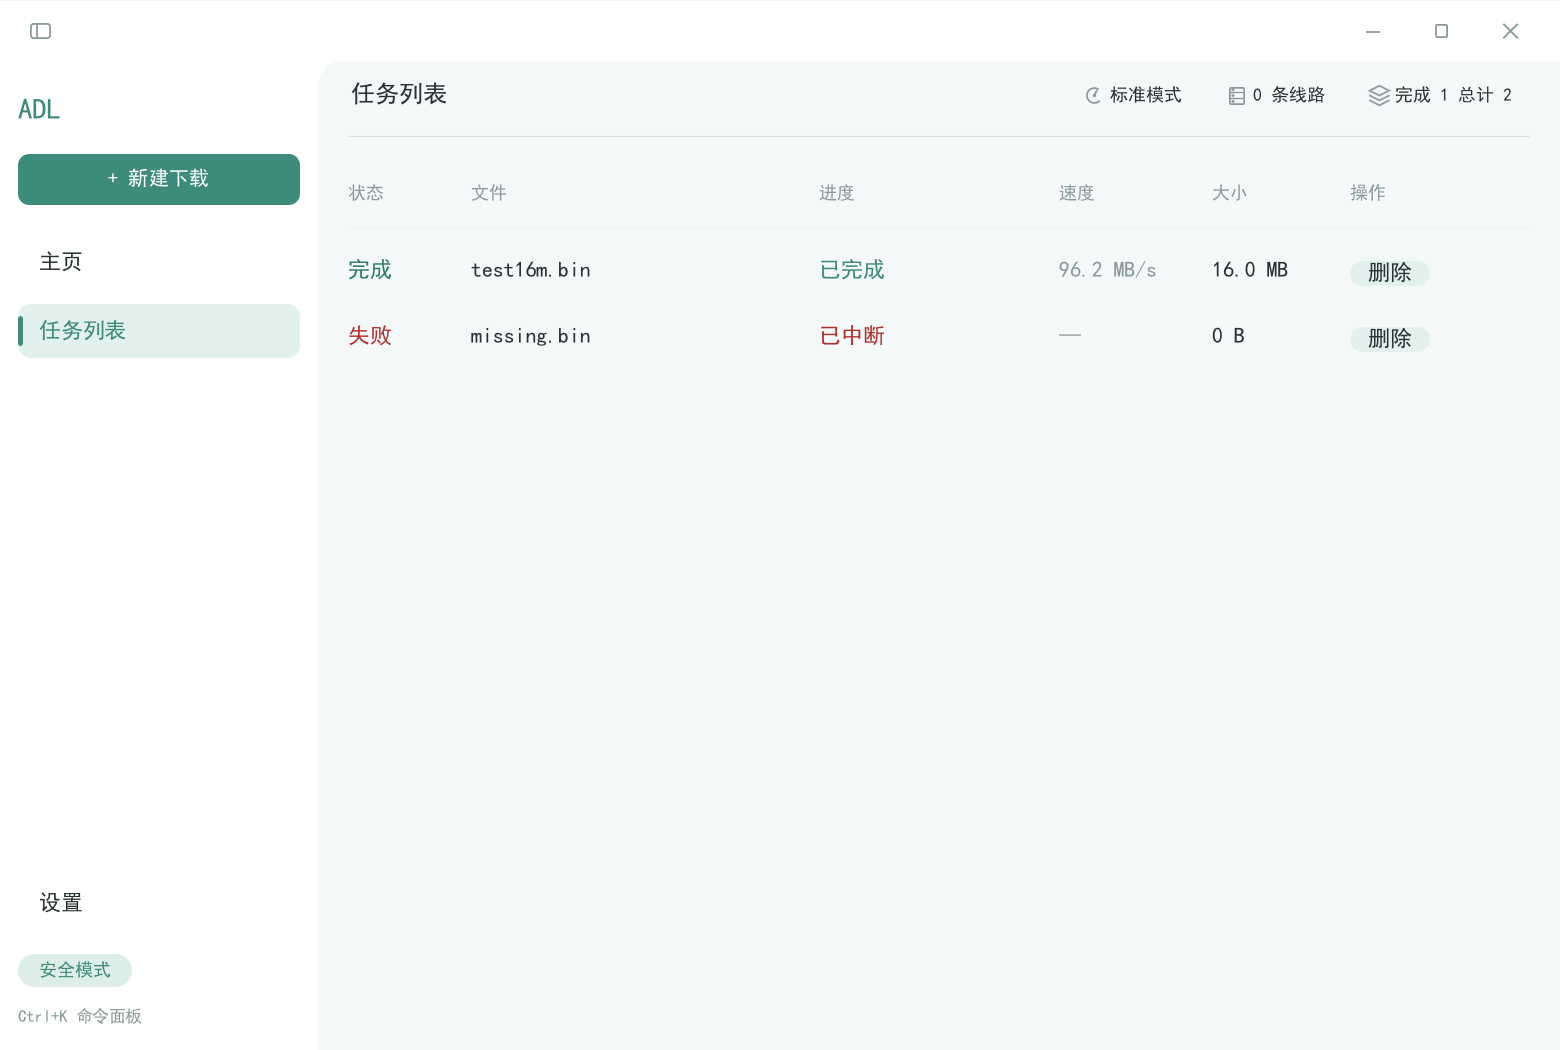 ADL
+ 新建下载
主页
任务列表
设置
安全模式
Ctrl+K 命令面板
任务列表 标准模式 0 条线路 完成 1 总计 2
状态 文件 进度 速度 大小 操作
完成 test16m.bin 已完成 96.2 MB/s 16.0 MB 删除
失败 missing.bin 已中断 — 0 B 删除